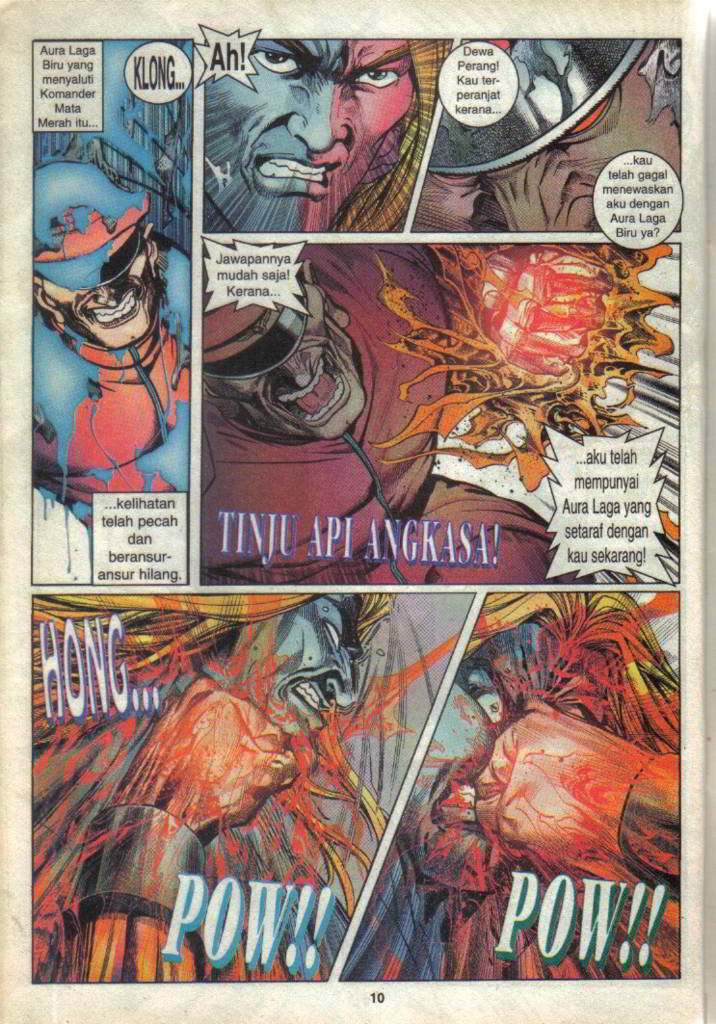 Aura Laga
Biru yang
menyaluti
Komander
Mata
Merah itu...
KLONG...
...kelihatan
telah pecah
dan
beransur-
ansur hilang.
Ah!
Dewa
Perang!
Kau ter-
peranjat
kerana...
...kau
telah gagal
menewaskan
aku dengan
Aura Laga
Biru ya?
Jawapannya
mudah saja!
Kerana...
...aku telah
mempunyai
Aura Laga yang
setaraf dengan
kau sekarang!
TINJU API ANGKASA!
HONG...
POW!!
POW!!
10